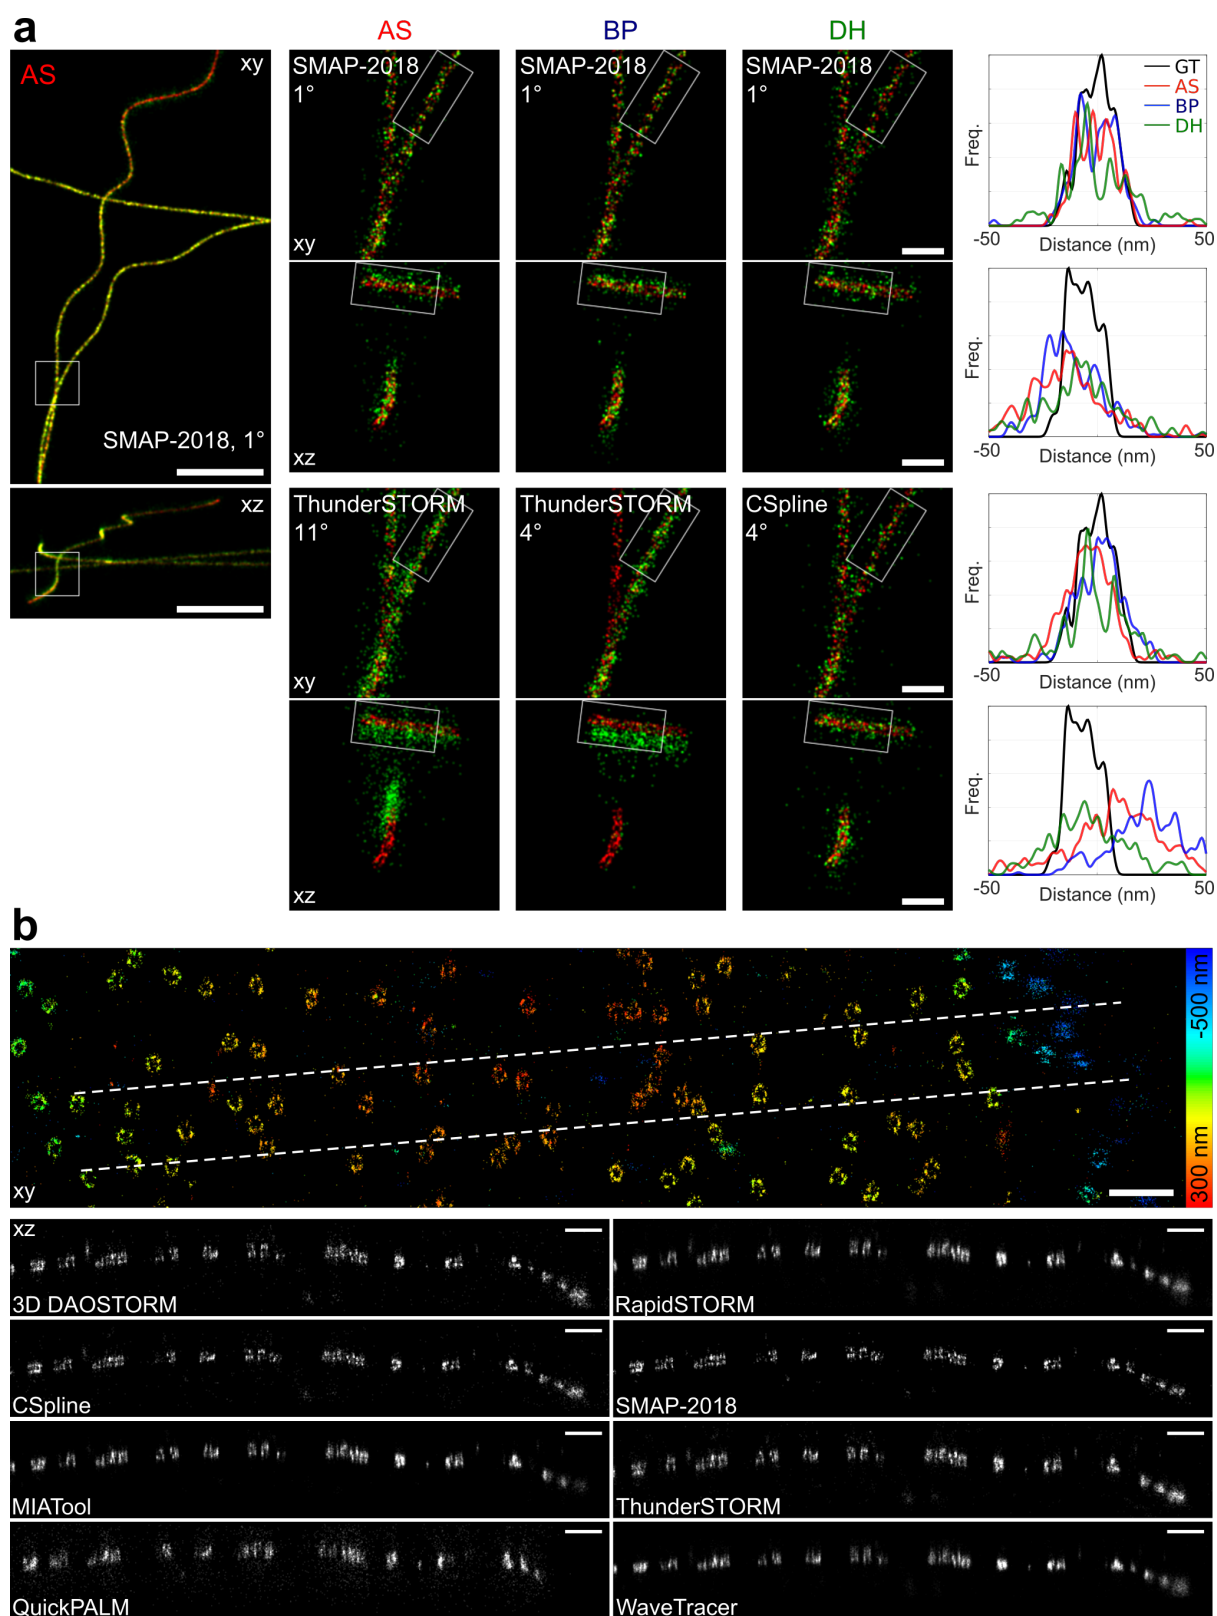 a
AS
xy
SMAP-2018, 1°
xz
AS
BP
DH
SMAP-2018
1°
xy
SMAP-2018
1°
SMAP-2018
1°
xz
GT
AS
BP
DH
Freq.
-50
50
Distance (nm)
Freq.
-50
50
Distance (nm)
ThunderSTORM
11°
xy
ThunderSTORM
4°
CSpline
4°
xz
Freq.
-50
50
Distance (nm)
Freq.
-50
50
Distance (nm)
b
xy
-500 nm
300 nm
xz
3D DAOSTORM
RapidSTORM
CSpline
SMAP-2018
MIATool
ThunderSTORM
QuickPALM
WaveTracer